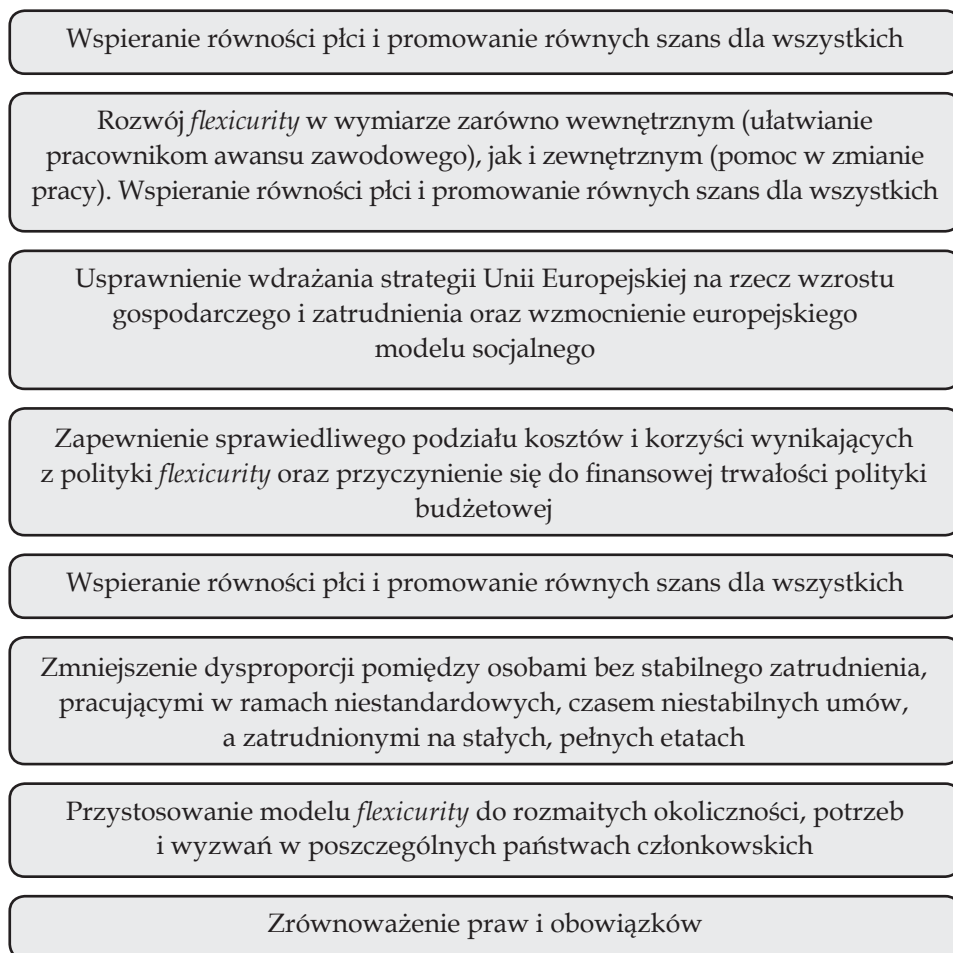 Wspieranie równości płci i promowanie równych szans dla wszystkich
Rozwój flexicurity w wymiarze zarówno wewnętrznym (ułatwianie
pracownikom awansu zawodowego), jak i zewnętrznym (pomoc w zmianie
pracy). Wspieranie równości płci i promowanie równych szans dla wszystkich
Usprawnienie wdrażania strategii Unii Europejskiej na rzecz wzrostu
gospodarczego i zatrudnienia oraz wzmocnienie europejskiego
modelu socjalnego
Zapewnienie sprawiedliwego podziału kosztów i korzyści wynikających
z polityki flexicurity oraz przyczynienie się do finansowej trwałości polityki
budżetowej
Wspieranie równości płci i promowanie równych szans dla wszystkich
Zmniejszenie dysproporcji pomiędzy osobami bez stabilnego zatrudnienia,
pracującymi w ramach niestandardowych, czasem niestabilnych umów,
a zatrudnionymi na stałych, pełnych etatach
Przystosowanie modelu flexicurity do rozmaitych okoliczności, potrzeb
i wyzwań w poszczególnych państwach członkowskich
Zrównoważenie praw i obowiązków